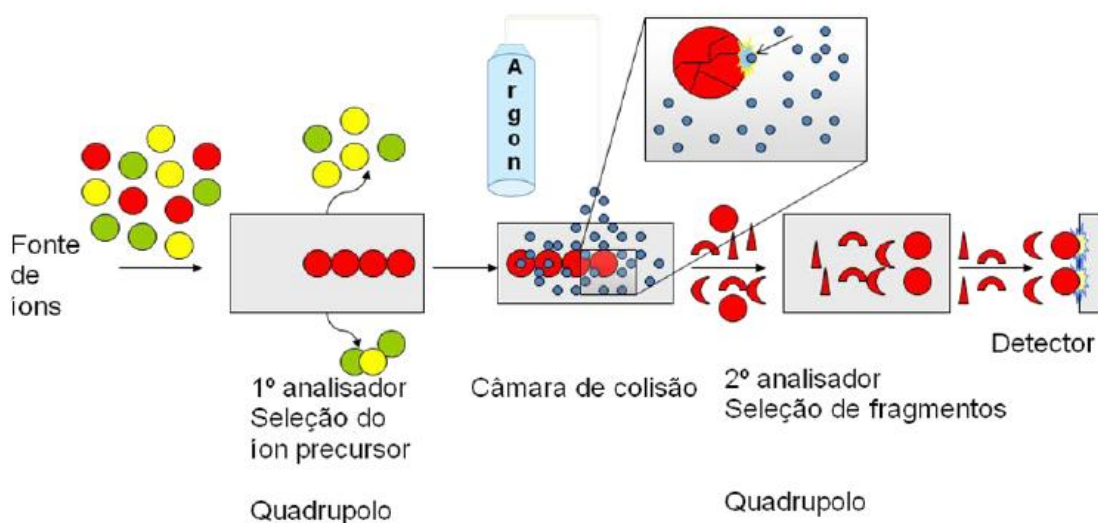 Argon
Fonte
de
íons
1º analisador
Seleção do
íon precursor
Quadrupolo
Câmara de colisão
2º analisador
Seleção de fragmentos
Quadrupolo
Detector